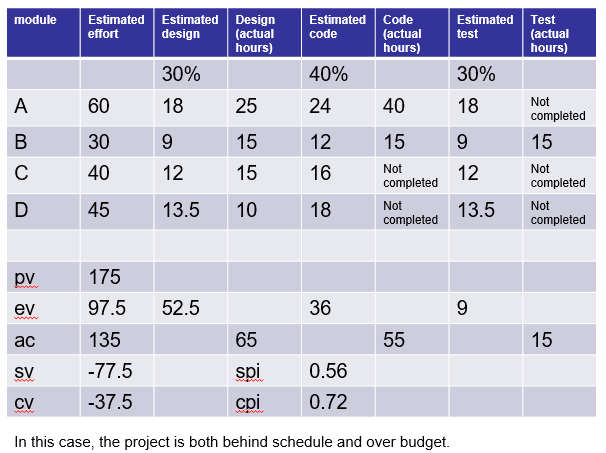 module Estimated effort Estimated design Design (actual hours) Estimated code Code (actual hours) Estimated test Test (actual hours)
30% 40% 30%
A 60 18 25 24 40 18 Not completed
B 30 9 15 12 15 9 15
C 40 12 15 16 Not completed 12 Not completed
D 45 13.5 10 18 Not completed 13.5 Not completed
pv 175
ev 97.5 52.5 36 9
ac 135 65 55 15
sv -77.5 spi 0.56
cv -37.5 cpi 0.72
In this case, the project is both behind schedule and over budget.